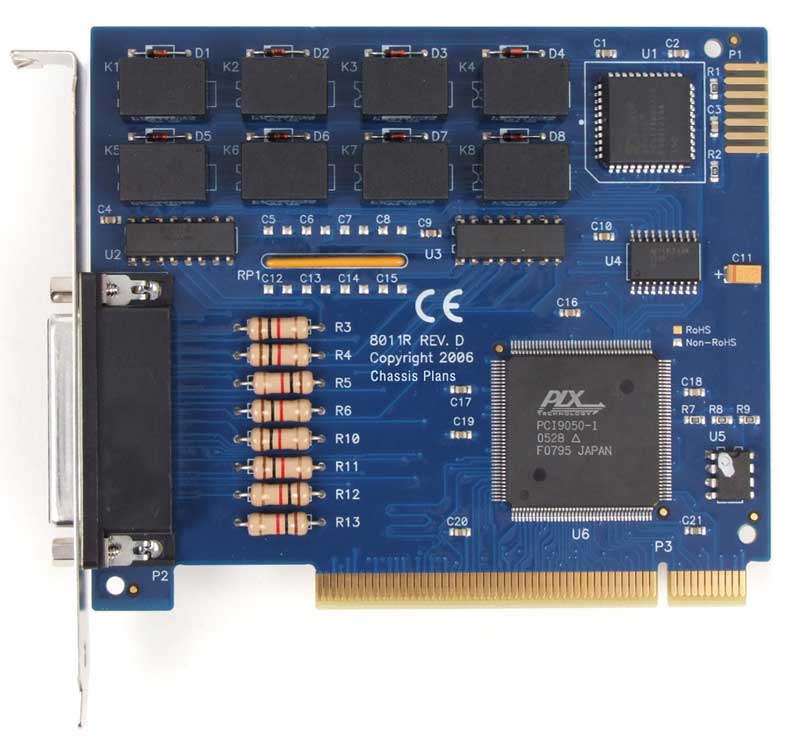 D1 D2 D3 D4 C1 U1 C2 P1
K1 K2 K3 K4 R1
C3
D5 D6 D7 D8
K5 K6 K7 K8 R2
C4 C5 C6 C7 C8 C9 C10
U2 U3 U4 C11
+
RP1 C12 C13 C14 C15
CE
C16
R3
8011R REV. D
Copyright 2006
Chassis Plans
RoHS
Non-RoHS
R4
R5
C17
C18
R6
PLX
TECHNOLOGY
PCI9050-1
0528 △
F0795 JAPAN
C19
R7 R8 R9
U5
R10
R11
R12
R13
C20
U6
C21
P3
P2